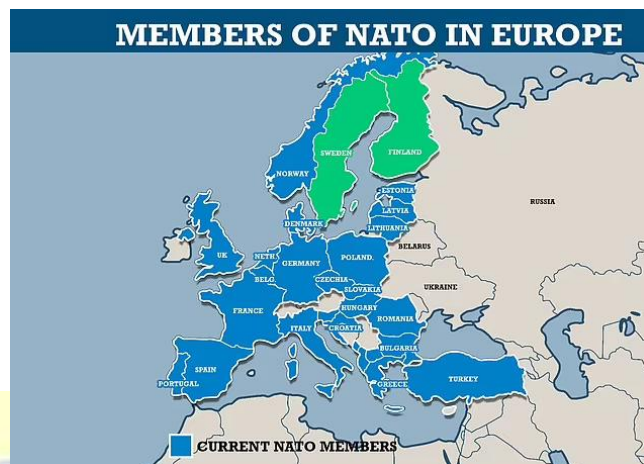 MEMBERS OF NATO IN EUROPE
SWEDEN
FINLAND
NORWAY
RUSSIA
ESTONIA
LATVIA
DENMARK
LITHUANIA
BELARUS
UK
NETH.
GERMANY
POLAND.
BELG.
CZECHIA
UKRAINE
SLOVAKIA
FRANCE
HUNGARY
ROMANIA
ITALY
CROATIA
BULGARIA
SPAIN
PORTUGAL
GREECE
TURKEY
CURRENT NATO MEMBERS